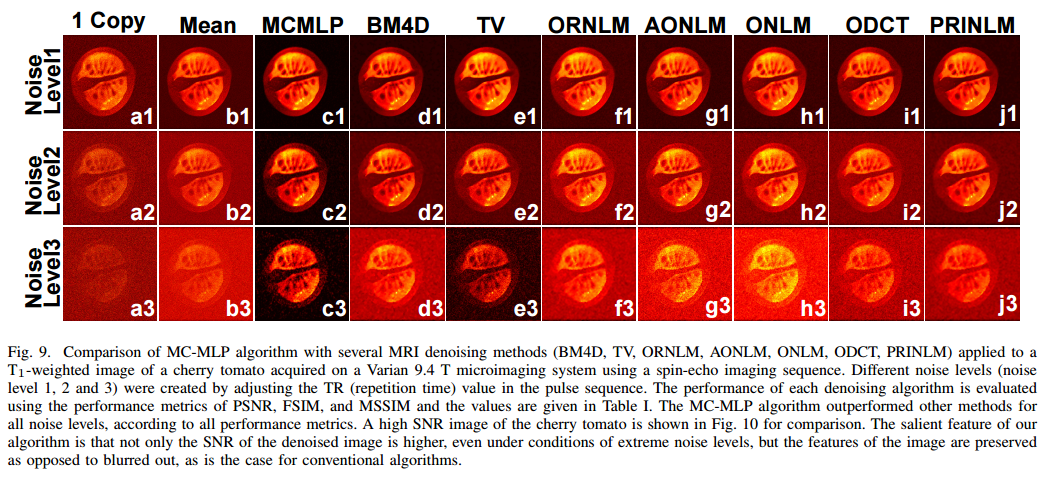 1 Copy Mean MCMLP BM4D TV ORNLM AONLM ONLM ODCT PRINLM
Noise
Level1
a1 b1 c1 d1 e1 f1 g1 h1 i1 j1
Noise
Level2
a2 b2 c2 d2 e2 f2 g2 h2 i2 j2
Noise
Level3
a3 b3 c3 d3 e3 f3 g3 h3 i3 j3
Fig. 9. Comparison of MC-MLP algorithm with several MRI denoising methods (BM4D, TV, ORNLM, AONLM, ONLM, ODCT, PRINLM) applied to a
T1-weighted image of a cherry tomato acquired on a Varian 9.4 T microimaging system using a spin-echo imaging sequence. Different noise levels (noise
level 1, 2 and 3) were created by adjusting the TR (repetition time) value in the pulse sequence. The performance of each denoising algorithm is evaluated
using the performance metrics of PSNR, FSIM, and MSSIM and the values are given in Table I. The MC-MLP algorithm outperformed other methods for
all noise levels, according to all performance metrics. A high SNR image of the cherry tomato is shown in Fig. 10 for comparison. The salient feature of our
algorithm is that not only the SNR of the denoised image is higher, even under conditions of extreme noise levels, but the features of the image are preserved
as opposed to blurred out, as is the case for conventional algorithms.